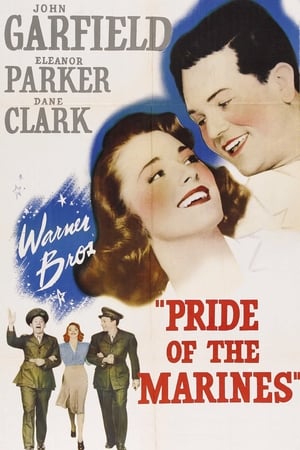 JOHN
GARFIELD
ELEANOR
PARKER
DANE
CLARK
Warner
Bros.
"PRIDE
OF THE
MARINES"